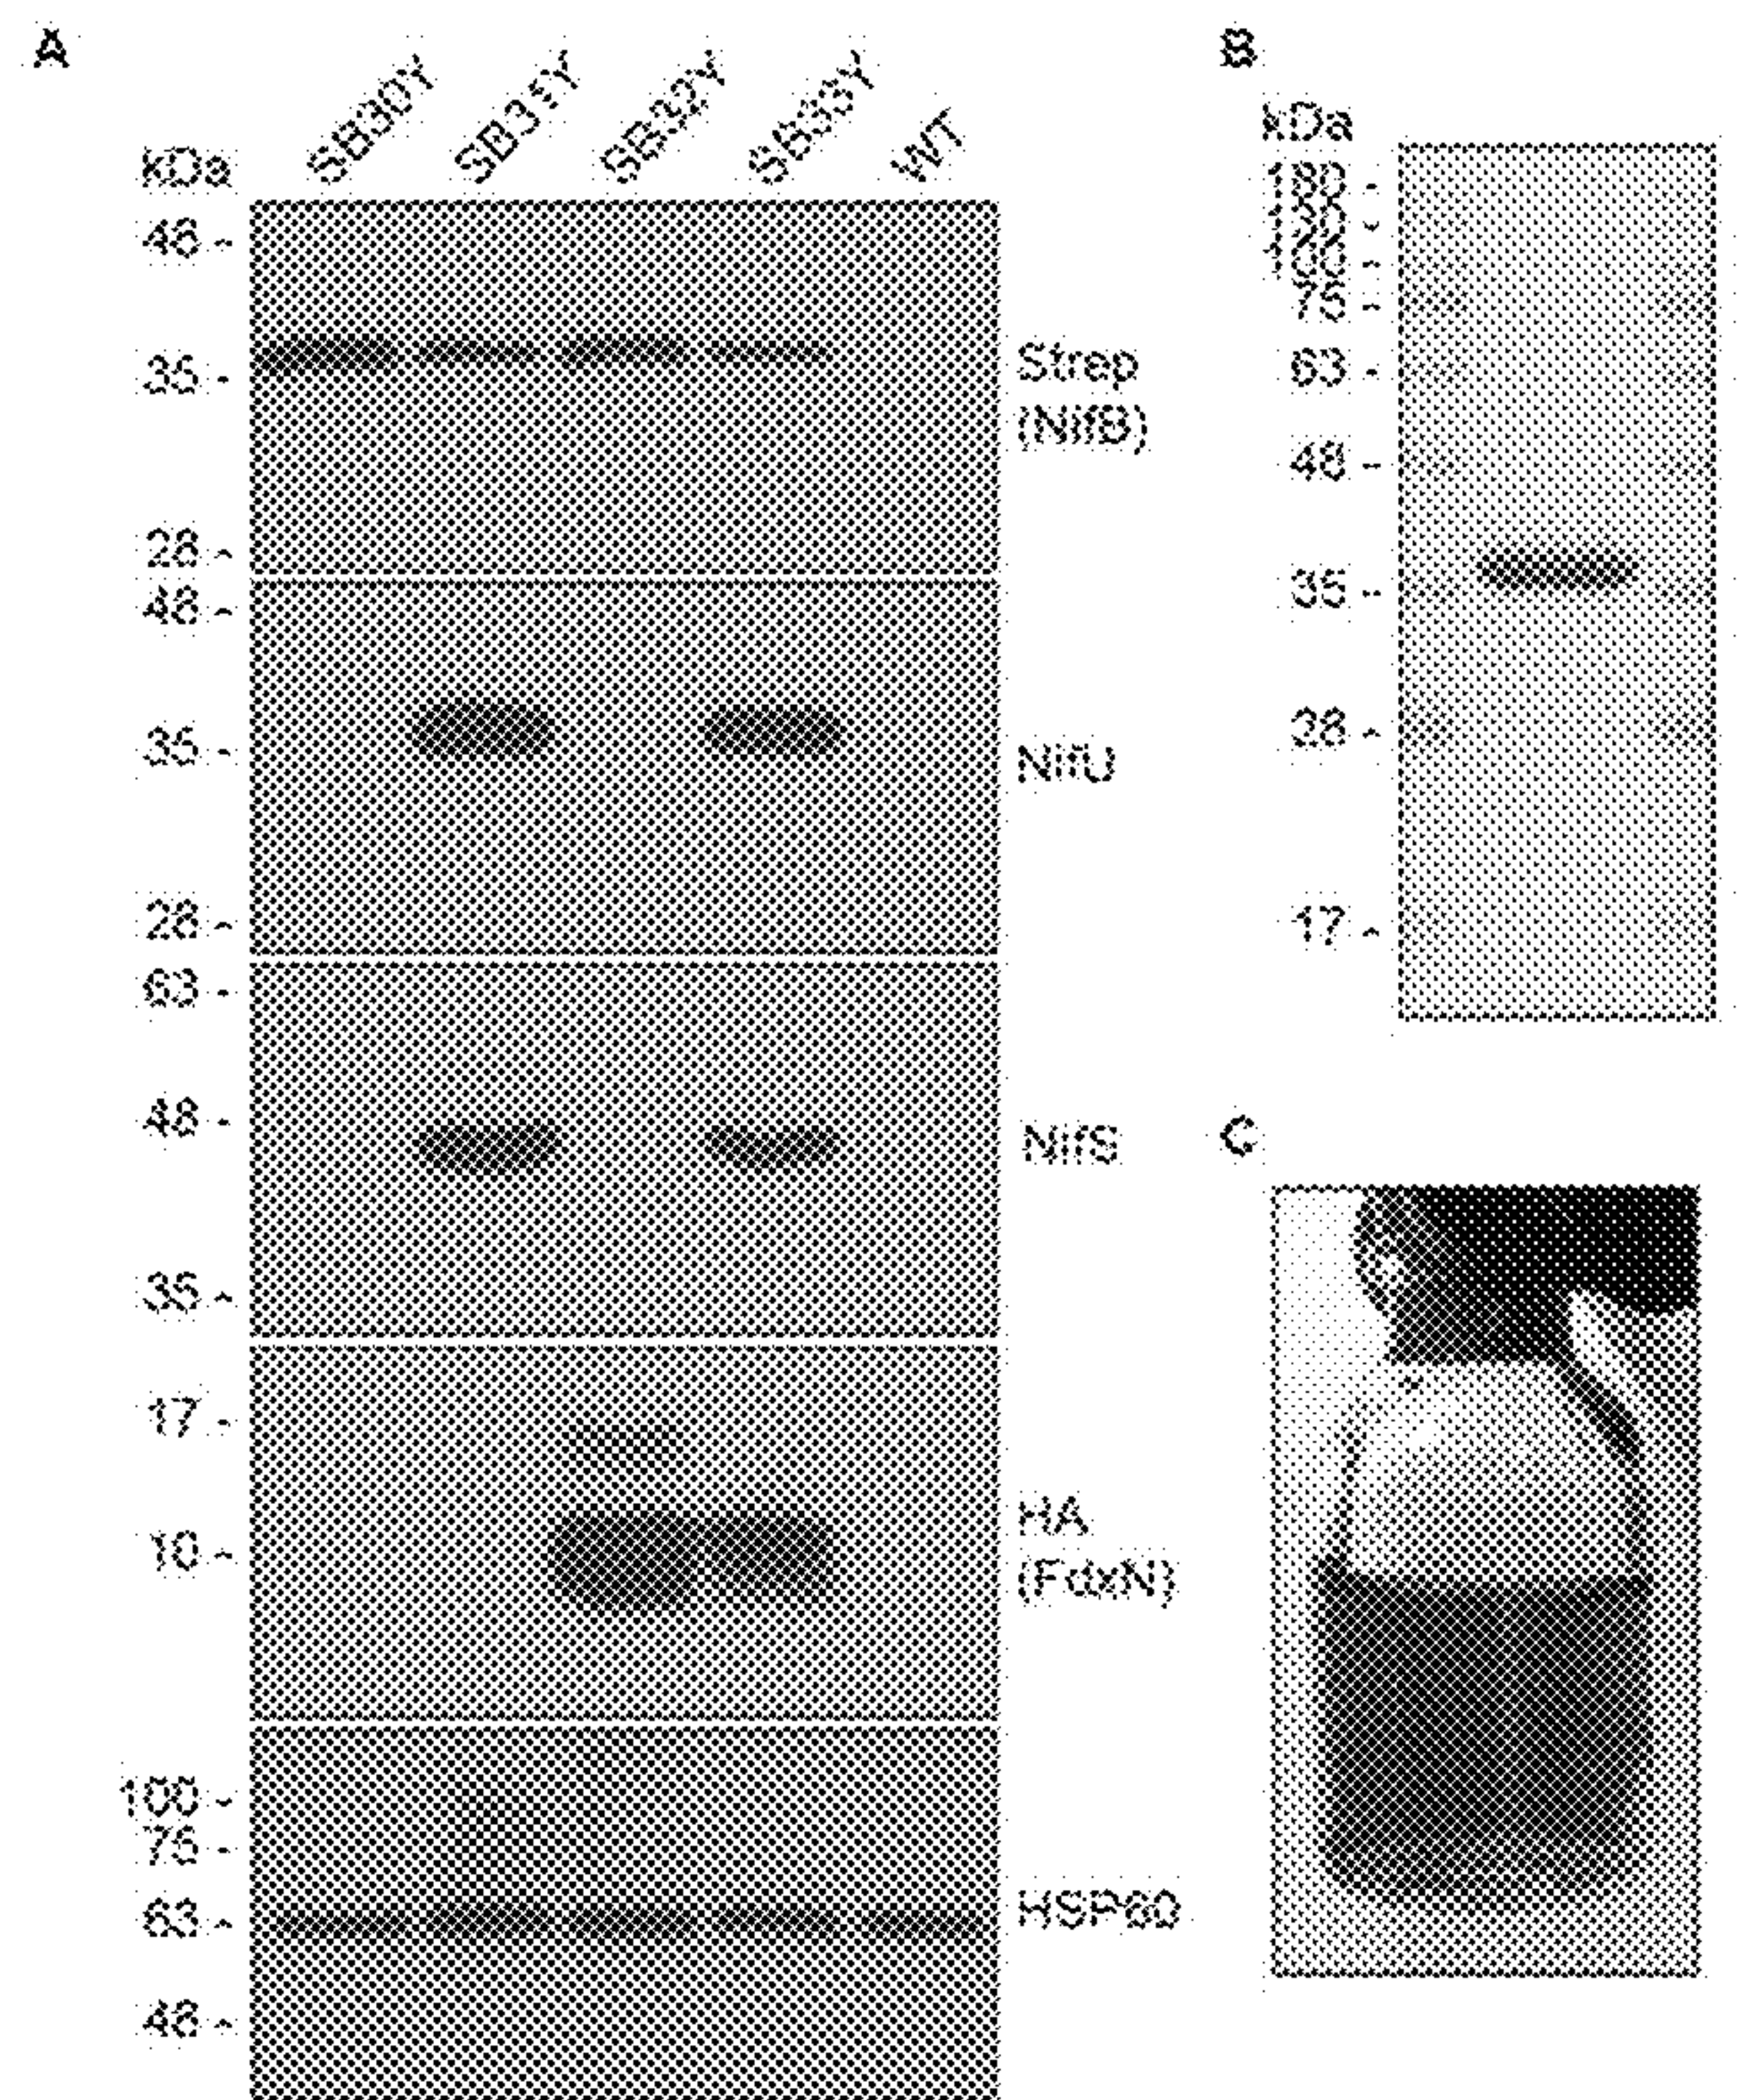 A
SB30Y
SB31Y
SB32Y
SB33Y
WT
kDa
48 -
35 -
28 -
Strep
(NifB)
48 -
35 -
28 -
NifU
63 -
48 -
35 -
NifS
17 -
10 -
HA
(FdxN)
100 -
75 -
63 -
48 -
HSP60
B
kDa
180 -
100 -
75 -
63 -
48 -
35 -
28 -
17 -
C